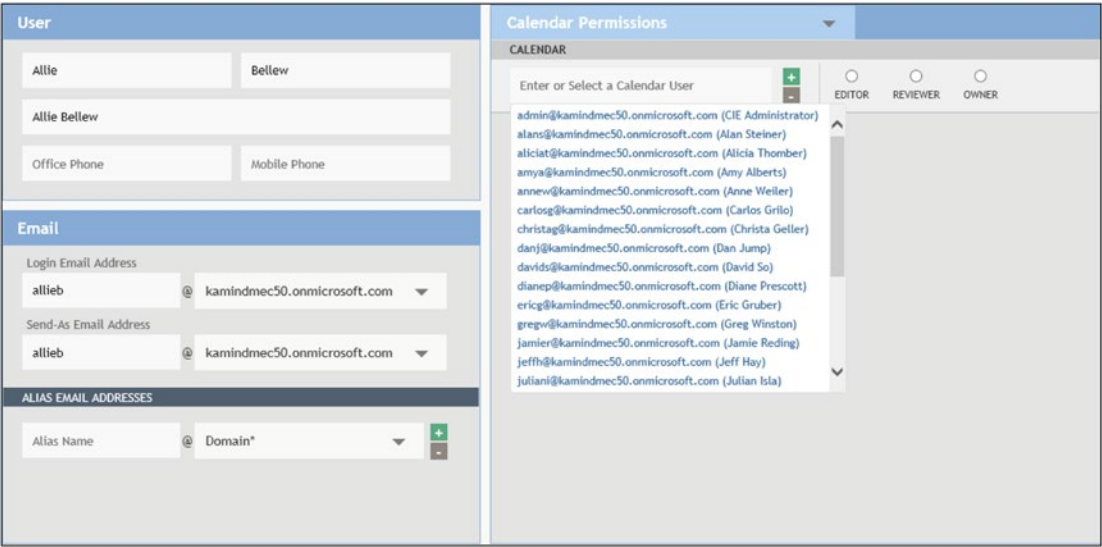 User
Allie
Bellew
Allie Bellew
Office Phone
Mobile Phone
Email
Login Email Address
allieb @ kamindmec50.onmicrosoft.com
Send-As Email Address
allieb @ kamindmec50.onmicrosoft.com
ALIAS EMAIL ADDRESSES
Alias Name @ Domain*
+
-
Calendar Permissions
CALENDAR
Enter or Select a Calendar User
+
-
EDITOR REVIEWER OWNER
admin@kamindmec50.onmicrosoft.com (CIE Administrator)
alans@kamindmec50.onmicrosoft.com (Alan Steiner)
aliciat@kamindmec50.onmicrosoft.com (Alicia Thomber)
amya@kamindmec50.onmicrosoft.com (Amy Alberts)
annew@kamindmec50.onmicrosoft.com (Anne Weiler)
carlosg@kamindmec50.onmicrosoft.com (Carlos Grilo)
christag@kamindmec50.onmicrosoft.com (Christa Geller)
danj@kamindmec50.onmicrosoft.com (Dan Jump)
davids@kamindmec50.onmicrosoft.com (David So)
dianep@kamindmec50.onmicrosoft.com (Diane Prescott)
ericg@kamindmec50.onmicrosoft.com (Eric Gruber)
gregw@kamindmec50.onmicrosoft.com (Greg Winston)
jamier@kamindmec50.onmicrosoft.com (Jamie Reding)
jeffh@kamindmec50.onmicrosoft.com (Jeff Hay)
juliani@kamindmec50.onmicrosoft.com (Julian Isla)